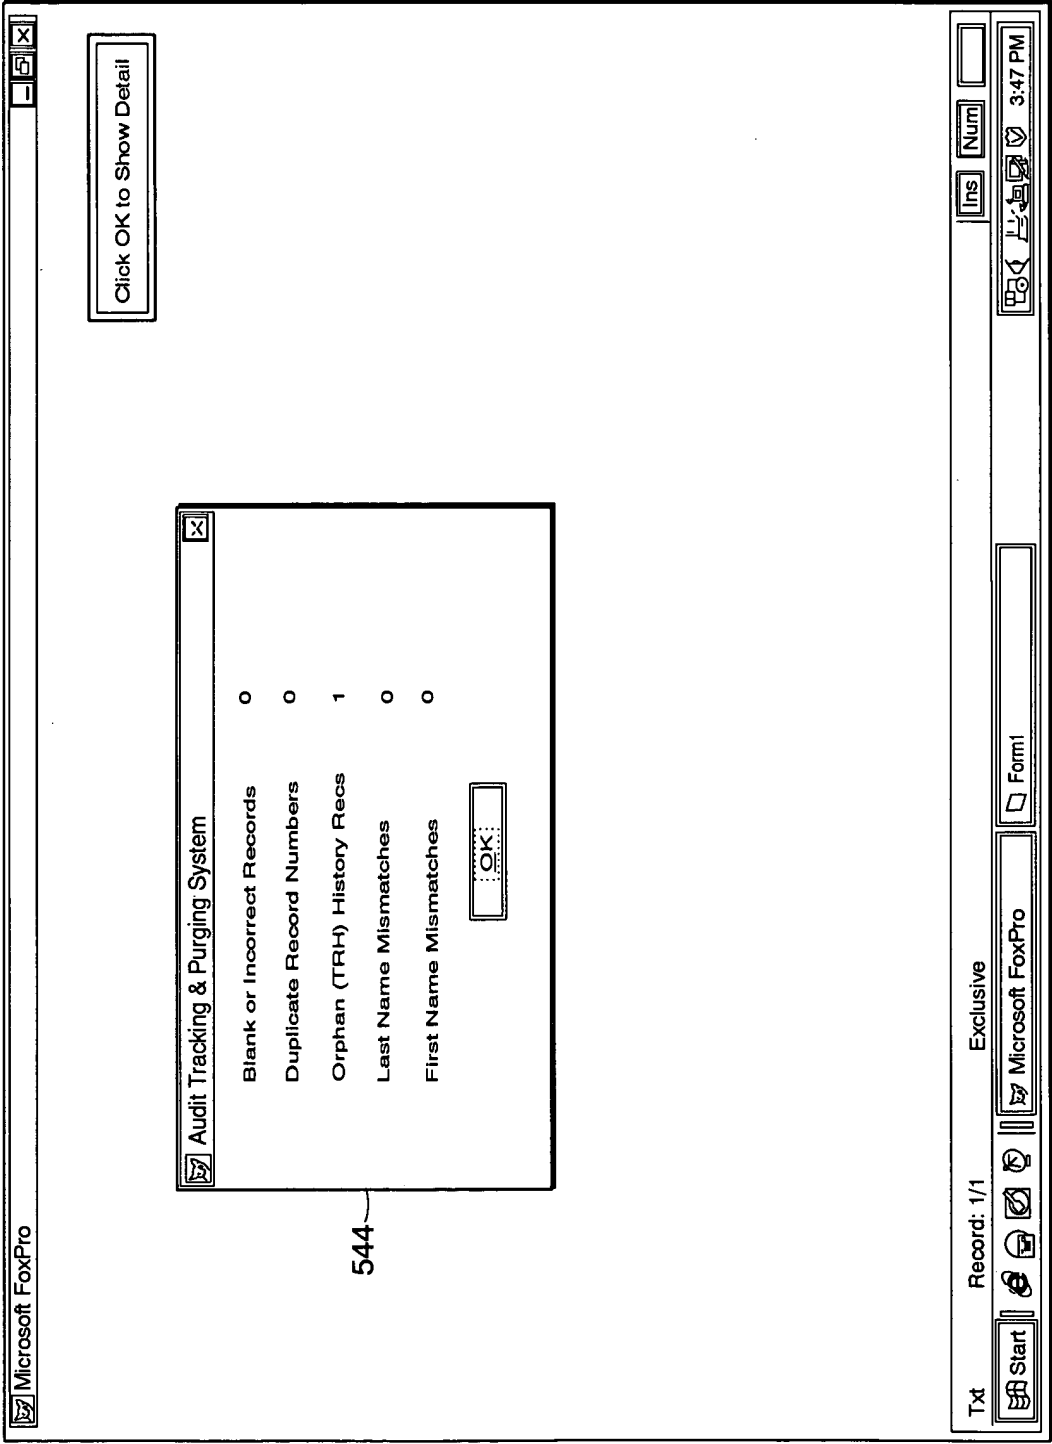 Microsoft FoxPro
Click OK to Show Detail
Audit Tracking & Purging System
Blank or Incorrect Records 0
Duplicate Record Numbers 0
Orphan (TRH) History Recs 1
Last Name Mismatches 0
First Name Mismatches 0
OK
544
Txt Record: 1/1 Exclusive Ins Num
Start Microsoft FoxPro Form1 3:47 PM